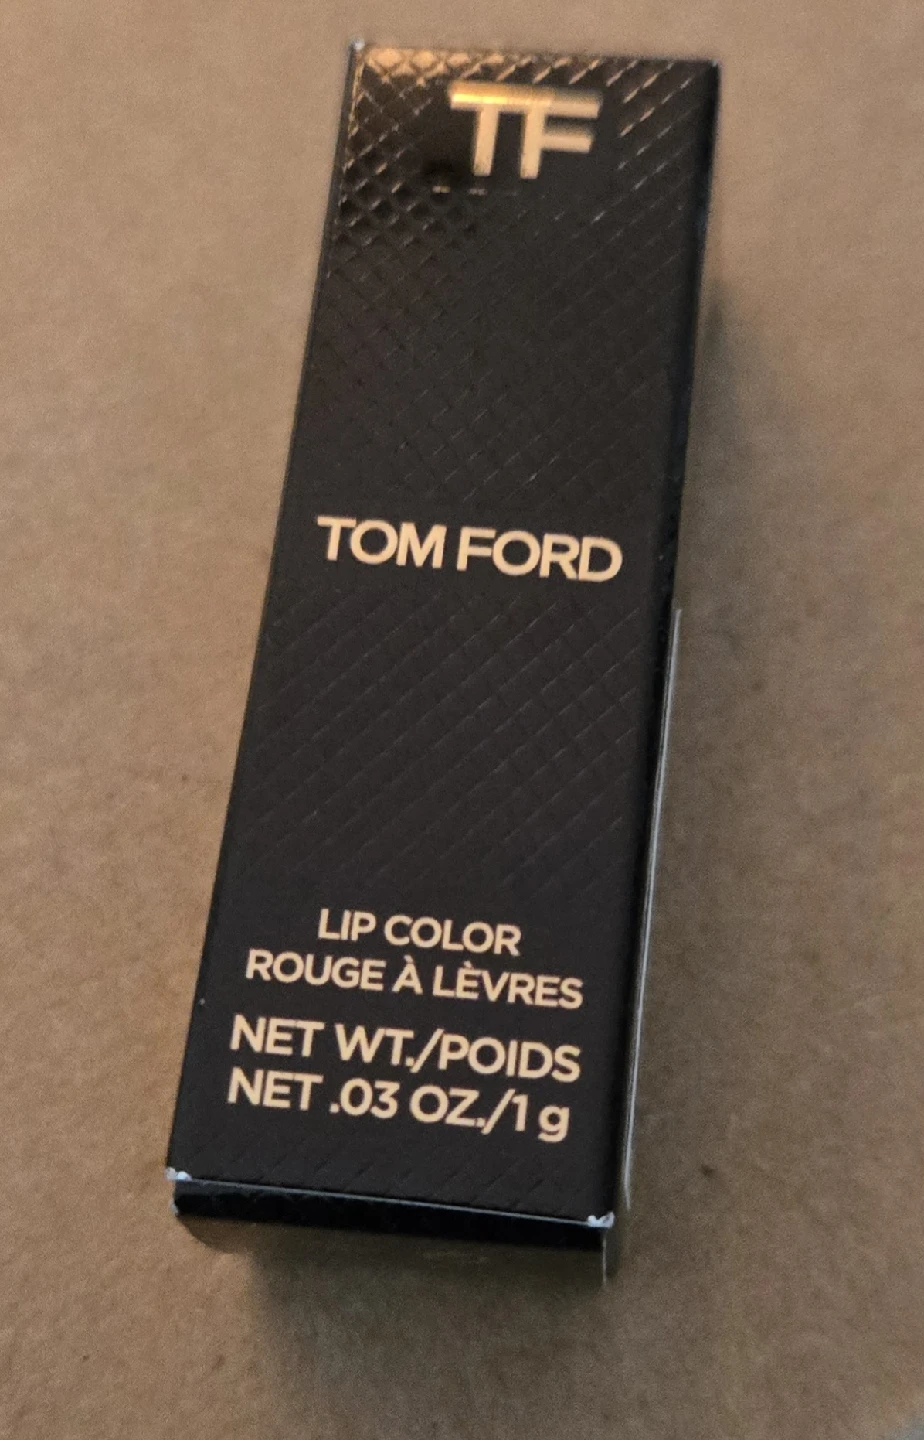 TF
TOM FORD
LIP COLOR
ROUGE À LÈVRES
NET WT./POIDS
NET .03 OZ./1 g